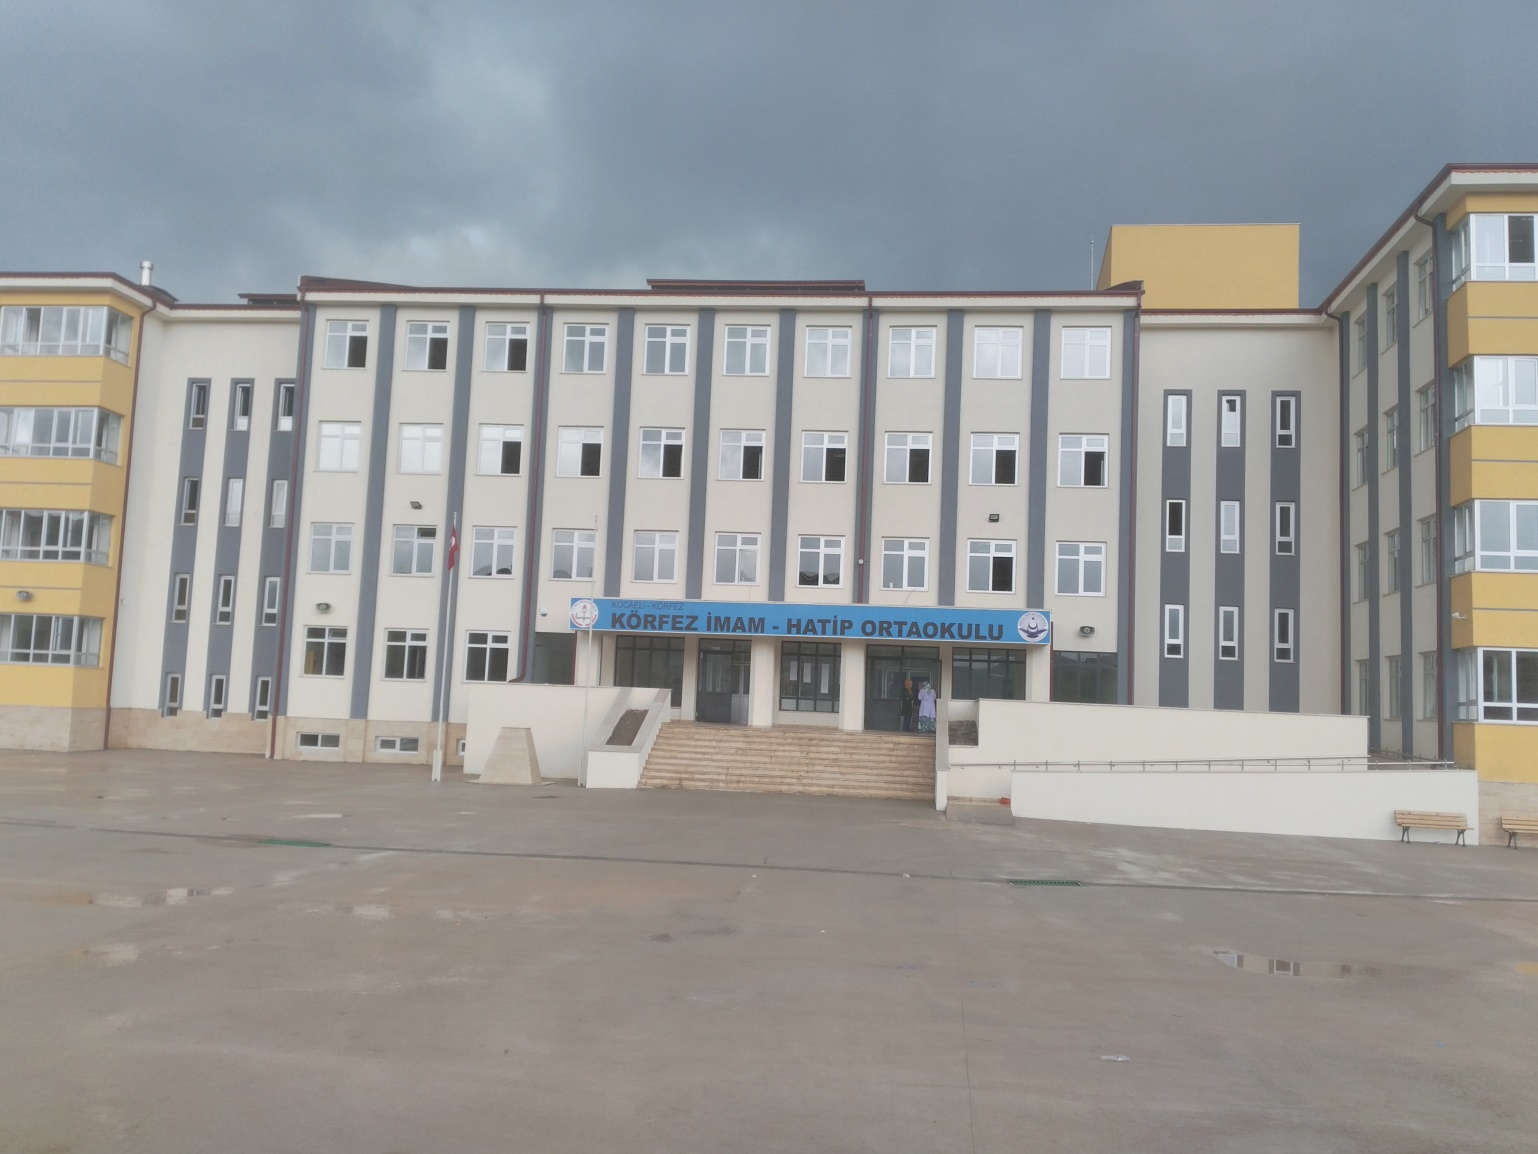 KOCAELİ - KÖRFEZ
KÖRFEZ İMAM - HATİP ORTAOKULU